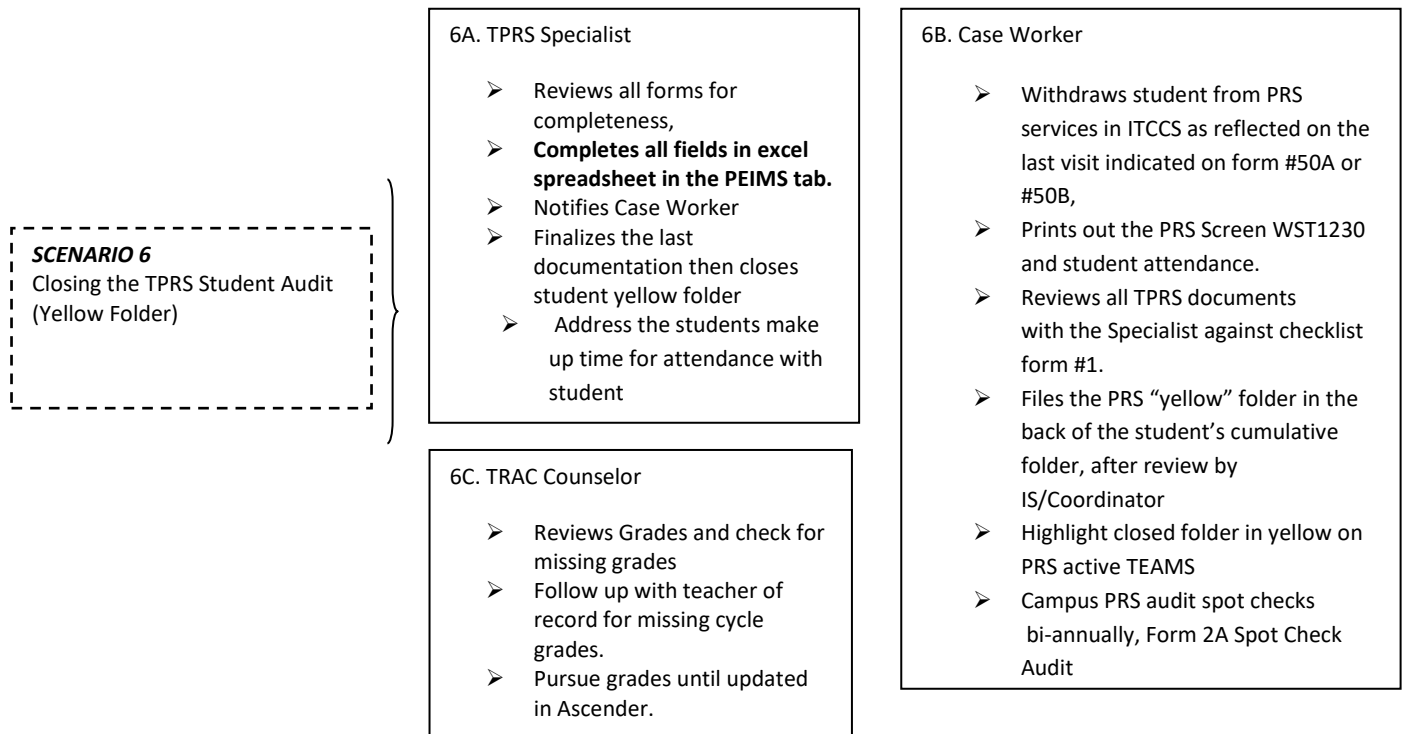 SCENARIO 6
Closing the TPRS Student Audit
(Yellow Folder)
6A. TPRS Specialist
➢ Reviews all forms for
completeness,
➢ Completes all fields in excel
spreadsheet in the PEIMS tab.
➢ Notifies Case Worker
➢ Finalizes the last
documentation then closes
student yellow folder
➢ Address the students make
up time for attendance with
student
6B. Case Worker
➢ Withdraws student from PRS
services in ITCCS as reflected on the
last visit indicated on form #50A or
#50B,
➢ Prints out the PRS Screen WST1230
and student attendance.
➢ Reviews all TPRS documents
with the Specialist against checklist
form #1.
➢ Files the PRS “yellow” folder in the
back of the student’s cumulative
folder, after review by
IS/Coordinator
➢ Highlight closed folder in yellow on
PRS active TEAMS
➢ Campus PRS audit spot checks
bi-annually, Form 2A Spot Check
Audit
6C. TRAC Counselor
➢ Reviews Grades and check for
missing grades
➢ Follow up with teacher of
record for missing cycle
grades.
➢ Pursue grades until updated
in Ascender.